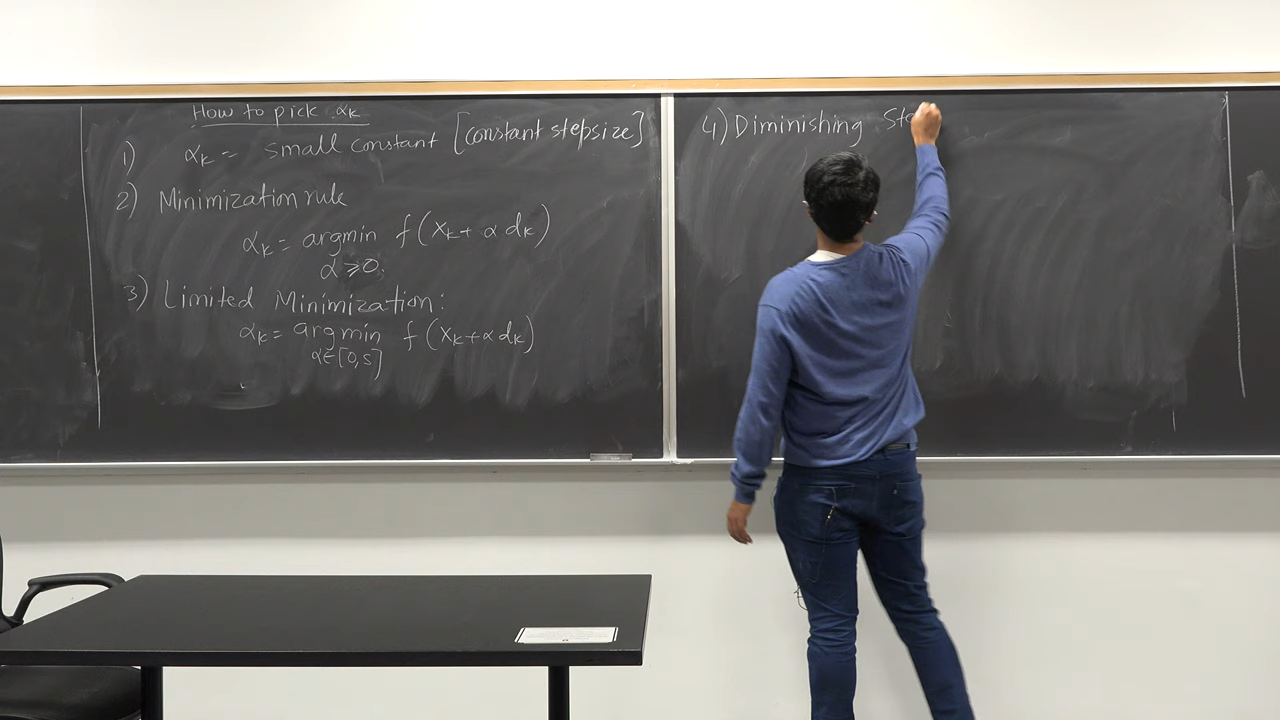 How to pick αk
1) αk = small constant [constant stepsize]
2) Minimization rule
αk = argmin f(xk + α dk)
α ≥ 0
3) Limited Minimization:
αk = argmin f(xk + α dk)
α∈[0,s]
4) Diminishing Ste